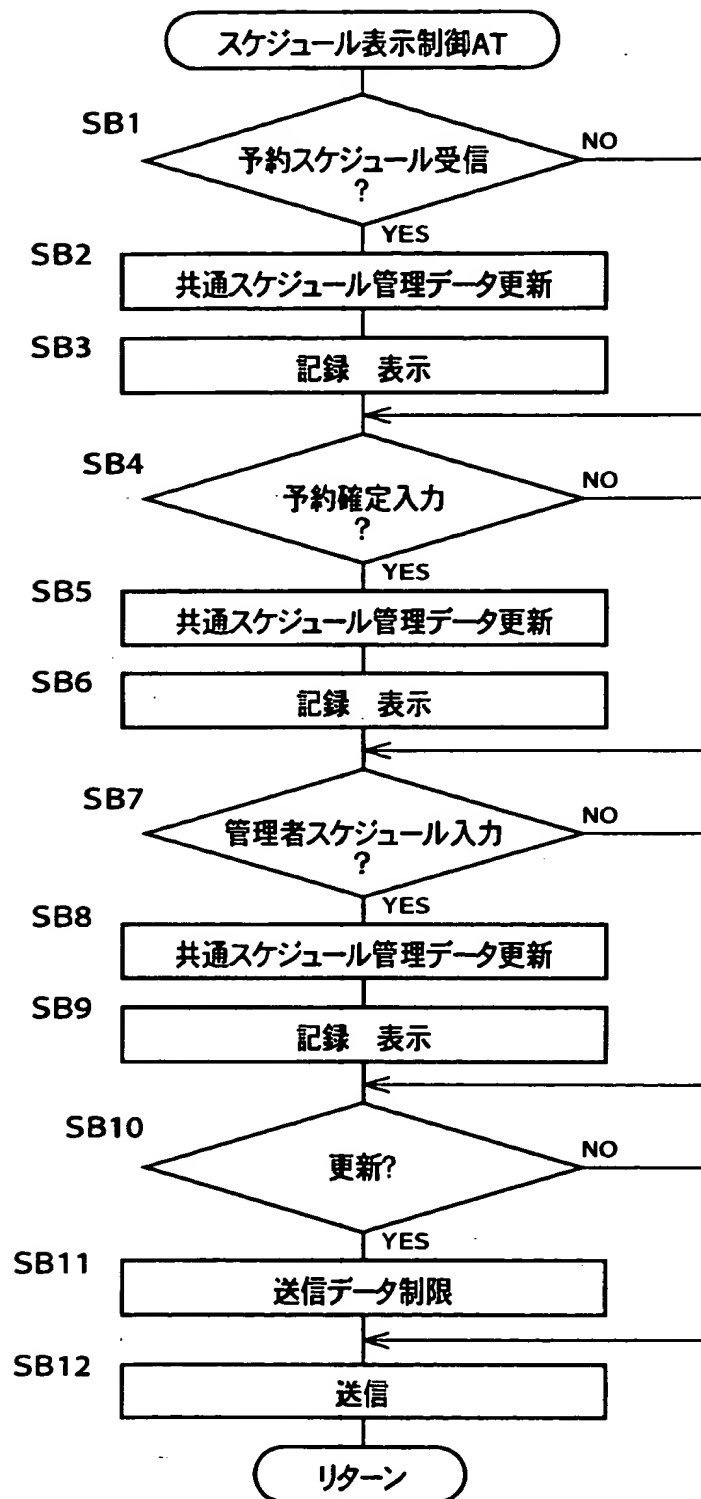 スケジュール表示制御AT
SB1
予約スケジュール受信
?
NO
YES
SB2
共通スケジュール管理データ更新
SB3
記録 表示
SB4
予約確定入力
?
NO
YES
SB5
共通スケジュール管理データ更新
SB6
記録 表示
SB7
管理者スケジュール入力
?
NO
YES
SB8
共通スケジュール管理データ更新
SB9
記録 表示
SB10
更新?
NO
YES
SB11
送信データ制限
SB12
送信
リターン